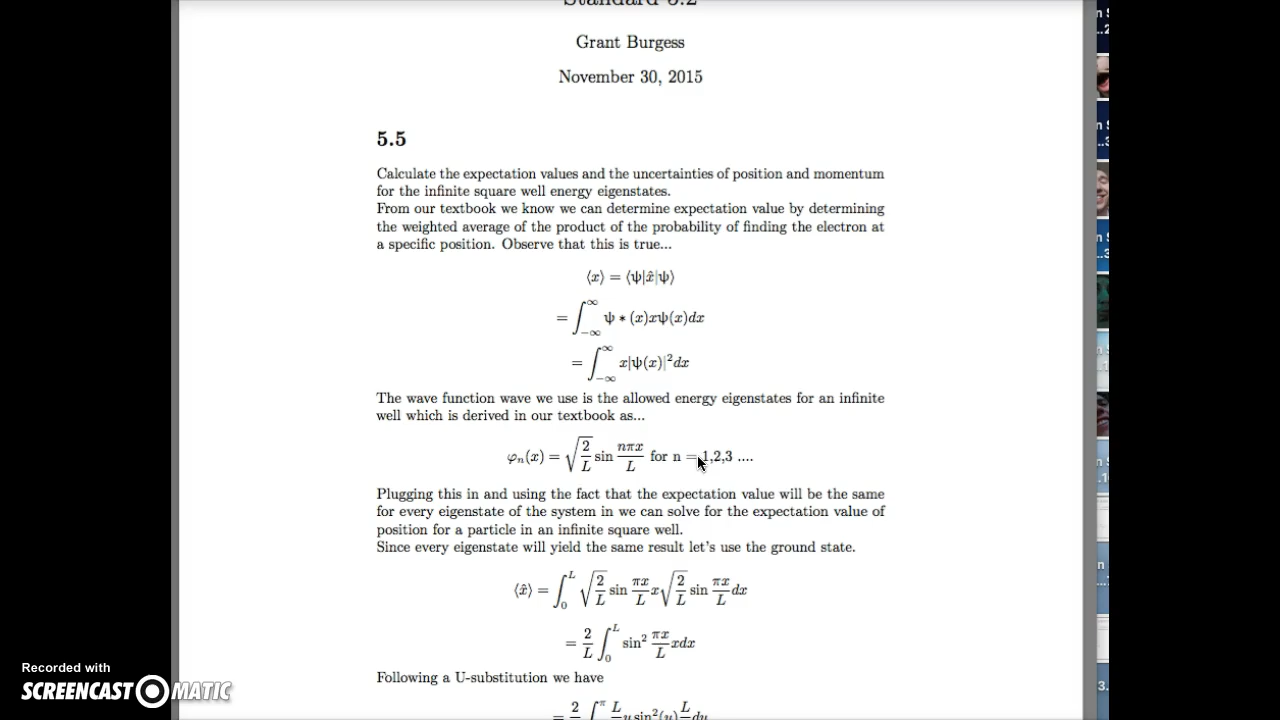 Standard 5.2
Grant Burgess
November 30, 2015
5.5
Calculate the expectation values and the uncertainties of position and momentum
for the infinite square well energy eigenstates.
From our textbook we know we can determine expectation value by determining
the weighted average of the product of the probability of finding the electron at
a specific position. Observe that this is true...
⟨x⟩ = ⟨ψ|x̂|ψ⟩
= ∫_{-∞}^{∞} ψ * (x)xψ(x)dx
= ∫_{-∞}^{∞} x|ψ(x)|²dx
The wave function wave we use is the allowed energy eigenstates for an infinite
well which is derived in our textbook as...
φₙ(x) = √(2/L) sin nπx/L for n = 1,2,3 ....
Plugging this in and using the fact that the expectation value will be the same
for every eigenstate of the system in we can solve for the expectation value of
position for a particle in an infinite square well.
Since every eigenstate will yield the same result let's use the ground state.
⟨x̂⟩ = ∫_0^L √(2/L) sin πx/L x√(2/L) sin πx/L dx
= 2/L ∫_0^L sin² πx/L xdx
Following a U-substitution we have
= 2/L ∫^π L/π u sin²(u) L/π du
Recorded with
SCREENCAST-O-MATIC